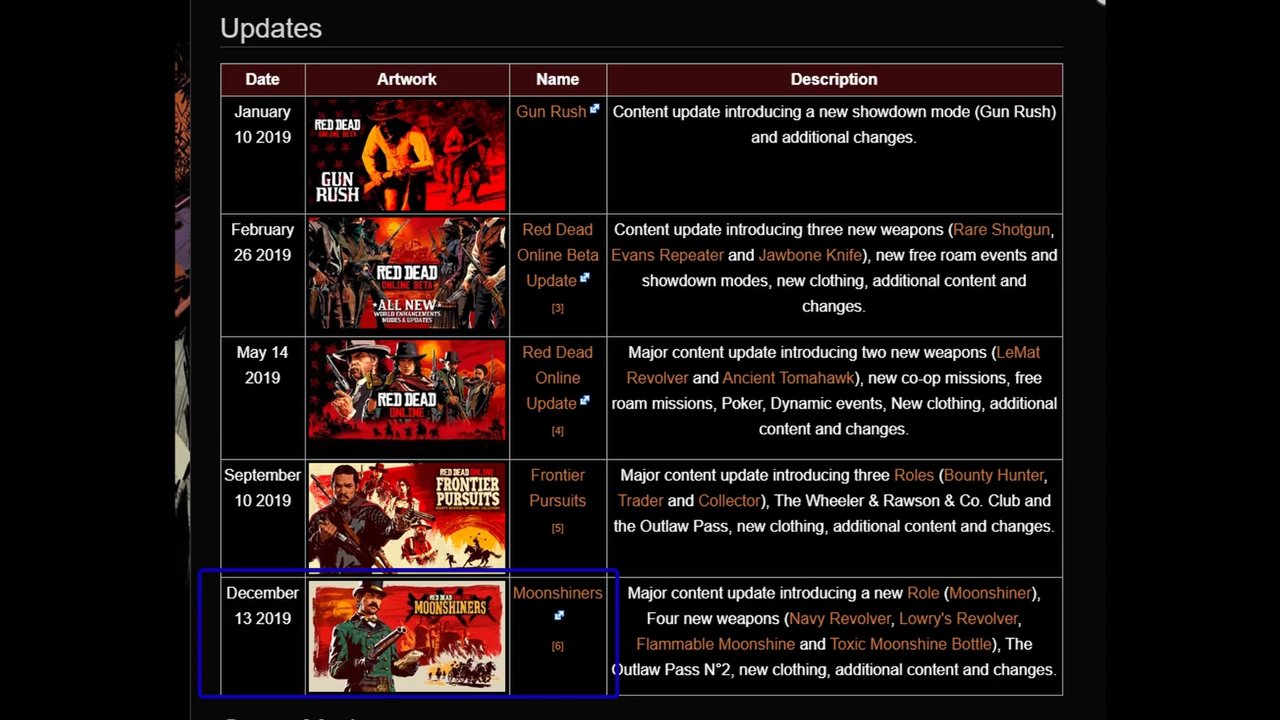 Updates
Date Artwork Name Description
January
10 2019
RED DEAD
ONLINE BETA
GUN
RUSH
Gun Rush
Content update introducing a new showdown mode (Gun Rush)
and additional changes.
February
26 2019
RED DEAD
ONLINE BETA
ALL NEW
WORLD ENHANCEMENTS
MODES & UPDATES
Red Dead
Online Beta
Update
[3]
Content update introducing three new weapons (Rare Shotgun,
Evans Repeater and Jawbone Knife), new free roam events and
showdown modes, new clothing, additional content and
changes.
May 14
2019
RED DEAD
ONLINE
Red Dead
Online
Update
[4]
Major content update introducing two new weapons (LeMat
Revolver and Ancient Tomahawk), new co-op missions, free
roam missions, Poker, Dynamic events, New clothing, additional
content and changes.
September
10 2019
RED DEAD ONLINE
FRONTIER
PURSUITS
Frontier
Pursuits
[5]
Major content update introducing three Roles (Bounty Hunter,
Trader and Collector), The Wheeler & Rawson & Co. Club and
the Outlaw Pass, new clothing, additional content and changes.
December
13 2019
RED DEAD ONLINE
MOONSHINERS
Moonshiners
[6]
Major content update introducing a new Role (Moonshiner),
Four new weapons (Navy Revolver, Lowry's Revolver,
Flammable Moonshine and Toxic Moonshine Bottle), The
Outlaw Pass N°2, new clothing, additional content and changes.